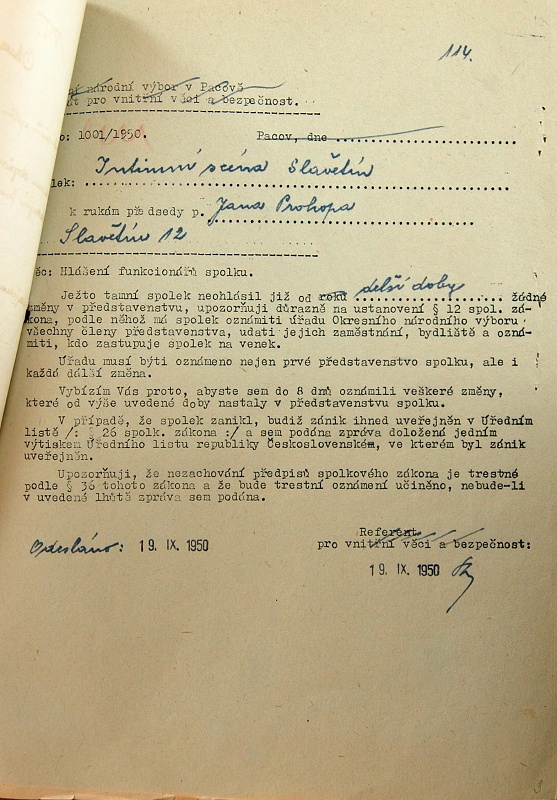 114.
ní národní výbor v Pacově
t pro vnitřní věci a bezpečnost.
o: 1001/1950. Pacov, dne
Intimní scéna Slavětín
lek:
k rukám předsedy p. Jana Prohopa
Slavětín 12
ěc: Hlášení funkcionářů spolku.
Ježto tamní spolek neohlásil již od roku delší doby žádné
změny v představenstvu, upozorňuji důrazně na ustanovení § 12 spol. zá-
kona, podle něhož má spolek oznámiti úřadu Okresního národního výboru
všechny členy představenstva, udati jejich zaměstnání, bydliště a ozná-
miti, kdo zastupuje spolek na venek.
Úřadu musí býti oznámeno nejen prvé představenstvo spolku, ale i
každá další změna.
Vybízím Vás proto, abyste sem do 8 dnů oznámili veškeré změny,
které od výše uvedené doby nastaly v představenstvu spolku.
V případě, že spolek zanikl, budiž zánik ihned uveřejněn v Úředním
listě /: § 26 spolk. zákona :/ a sem podána zpráva doložená jedním
výtiskem Úředního listu republiky Československém, ve kterém byl zánik
uveřejněn.
Upozorňuji, že nezachování předpisů spolkového zákona je trestné
podle § 36 tohoto zákona a že bude trestní oznámení učiněno, nebude-li
v uvedené lhůtě zpráva sem podána.
Odesláno: 19. IX. 1950
Referent
pro vnitřní věci a bezpečnost:
19. IX. 1950